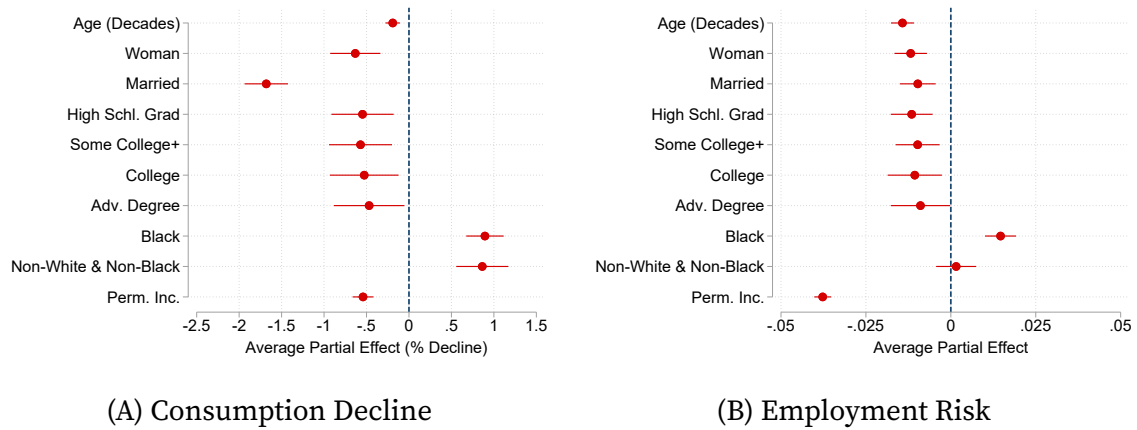 Age (Decades)
Woman
Married
High Schl. Grad
Some College+
College
Adv. Degree
Black
Non-White & Non-Black
Perm. Inc.
-2.5 -2 -1.5 -1 -.5 0 .5 1 1.5
Average Partial Effect (% Decline)
(A) Consumption Decline
Age (Decades)
Woman
Married
High Schl. Grad
Some College+
College
Adv. Degree
Black
Non-White & Non-Black
Perm. Inc.
-.05 -.025 0 .025 .05
Average Partial Effect
(B) Employment Risk